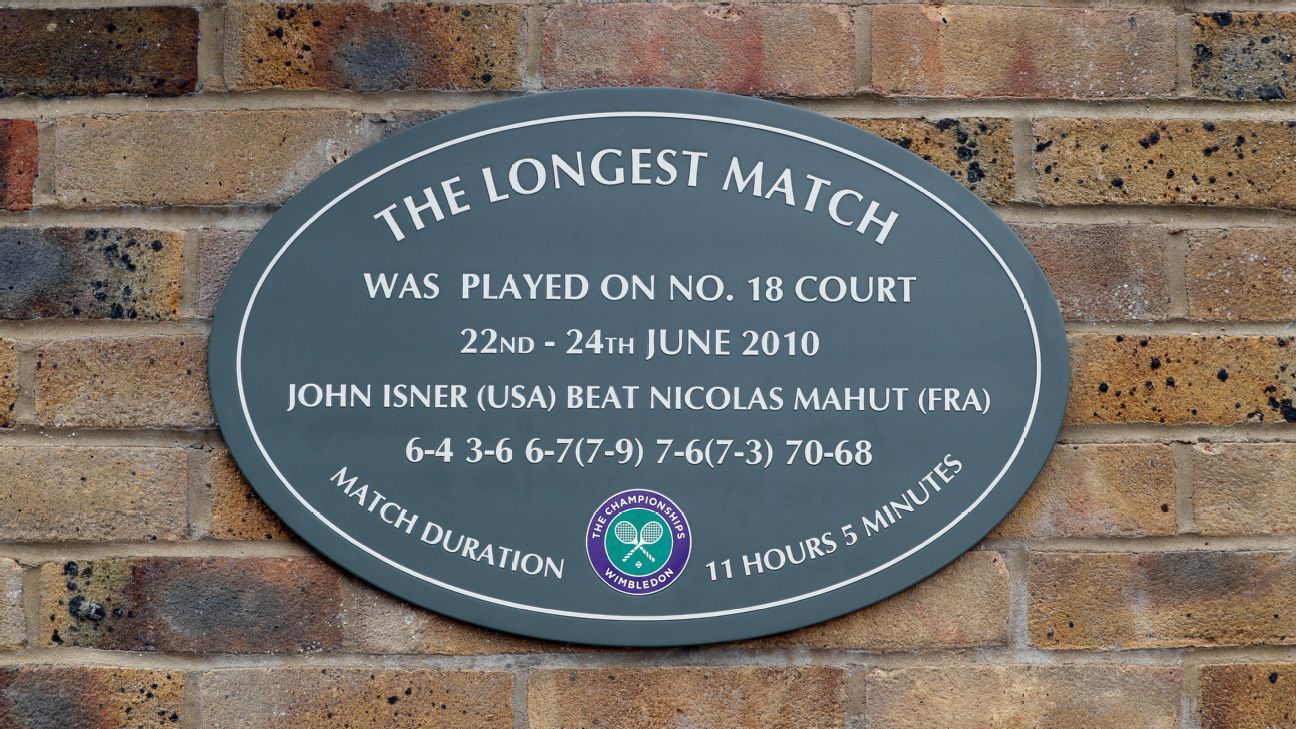 THE LONGEST MATCH
WAS PLAYED ON NO. 18 COURT
22ND - 24TH JUNE 2010
JOHN ISNER (USA) BEAT NICOLAS MAHUT (FRA)
6-4 3-6 6-7(7-9) 7-6(7-3) 70-68
MATCH DURATION
THE CHAMPIONSHIPS
WIMBLEDON
11 HOURS 5 MINUTES